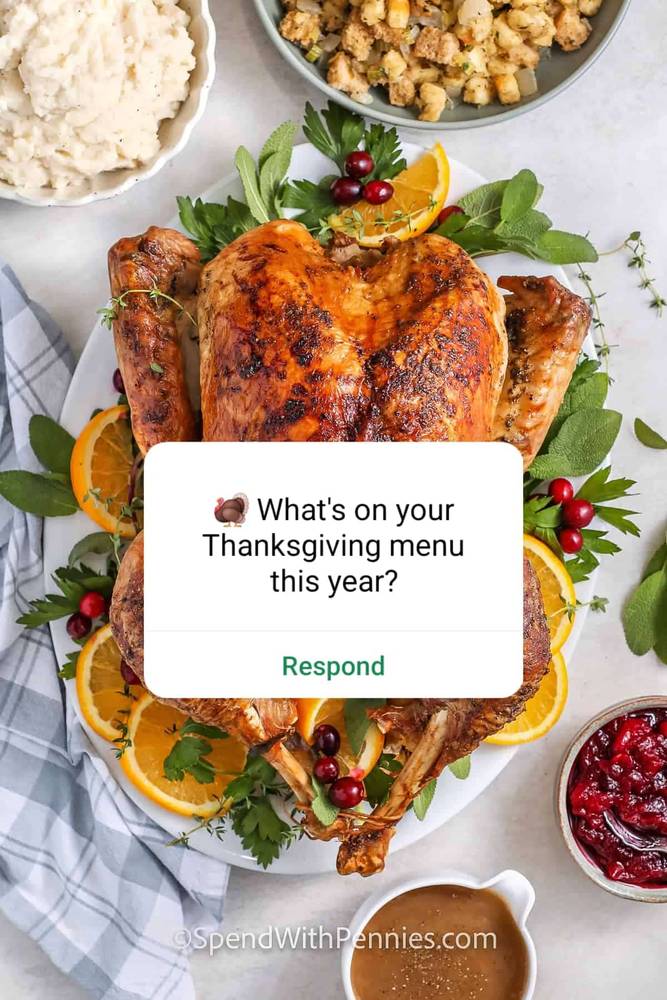 🦃 What's on your
Thanksgiving menu
this year?
Respond
©SpendWithPennies.com